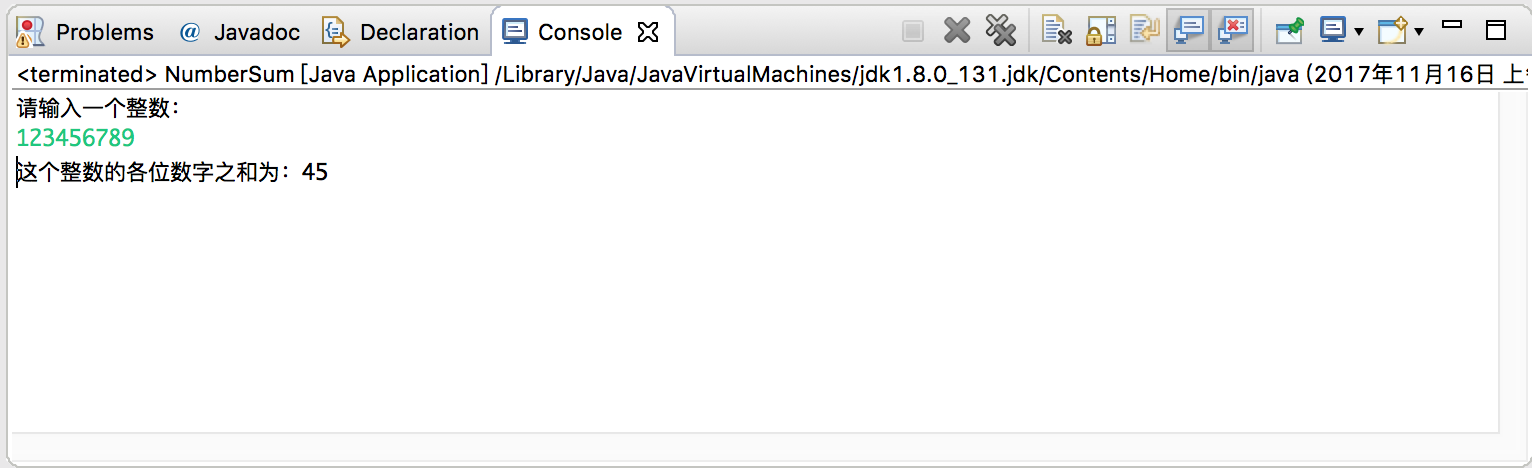 Problems @ Javadoc Declaration Console
<terminated> NumberSum [Java Application] /Library/Java/JavaVirtualMachines/jdk1.8.0_131.jdk/Contents/Home/bin/java (2017年11月16日 上
请输入一个整数：
123456789
这个整数的各位数字之和为：45